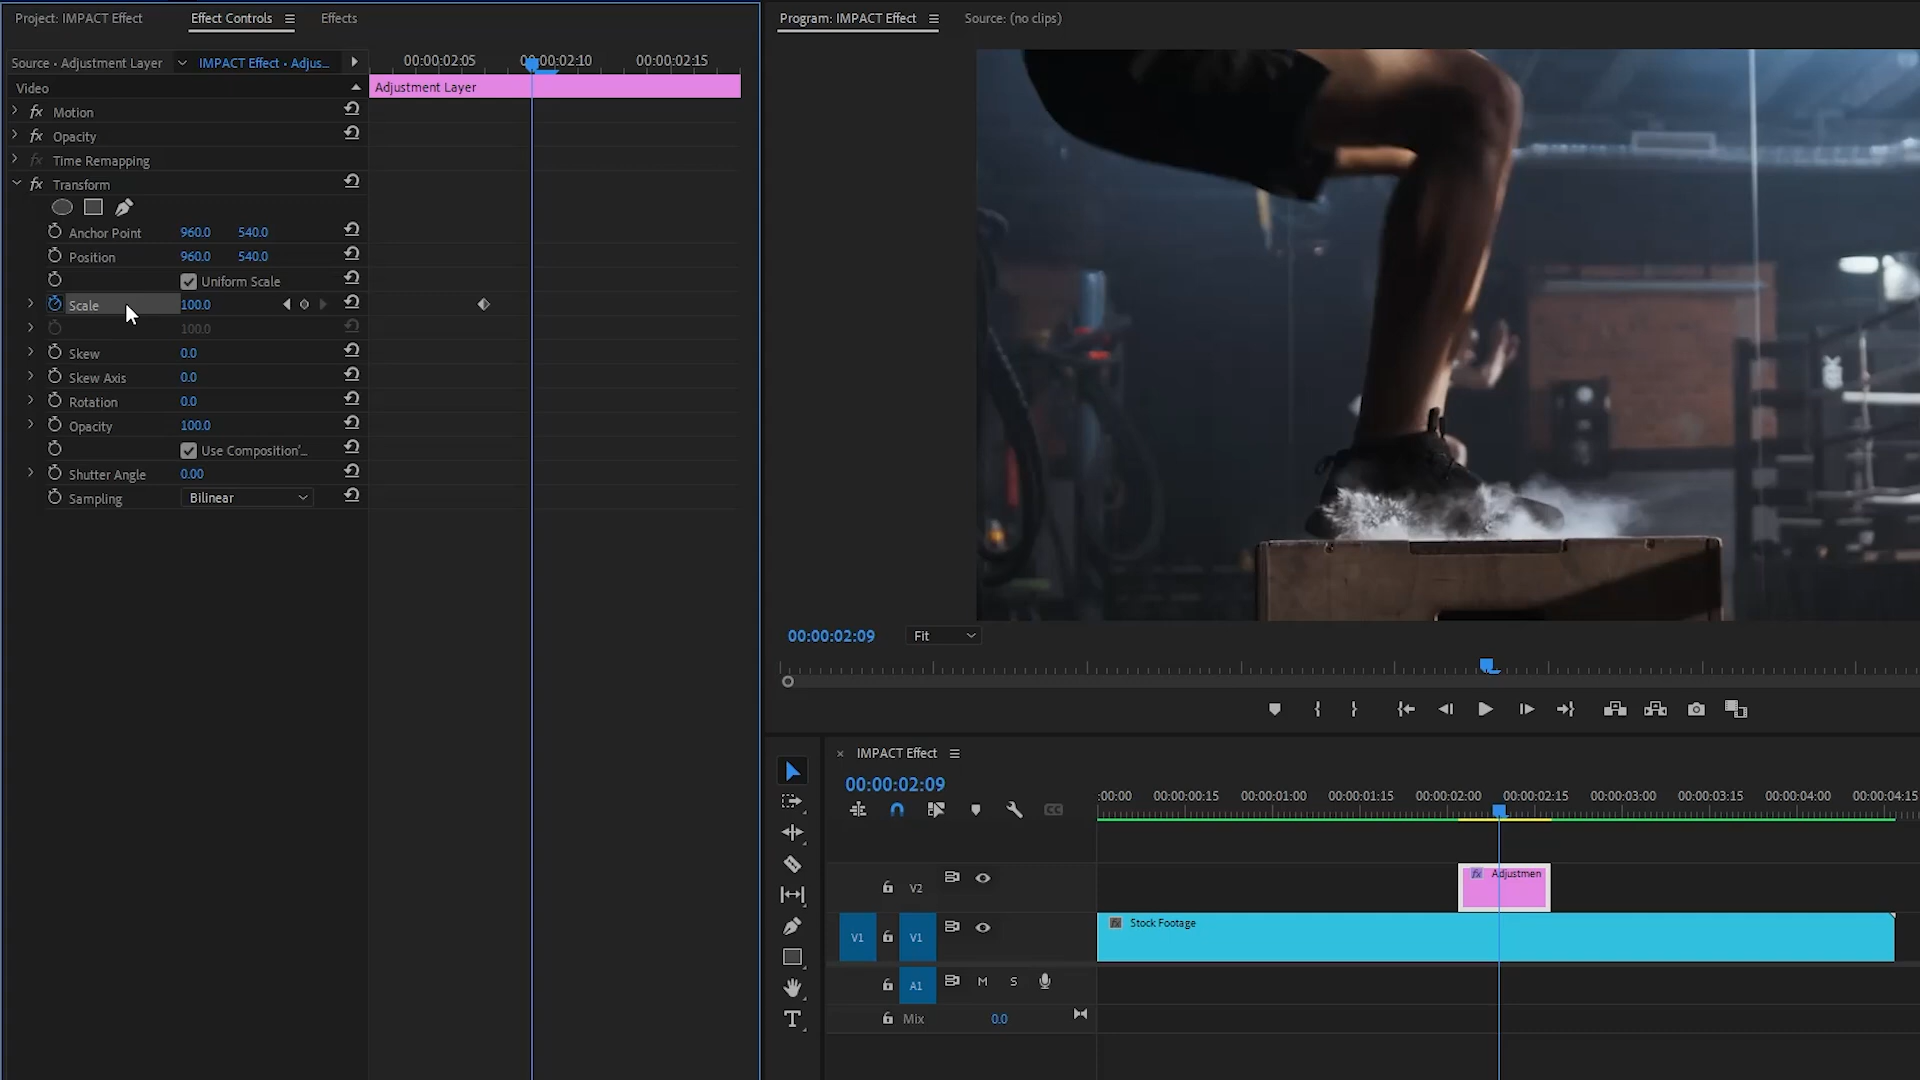 Project: IMPACT Effect
Effect Controls
Effects
Source • Adjustment Layer
IMPACT Effect • Adjus...
00:00:02:05
00:00:02:10
00:00:02:15
Video
Adjustment Layer
fx Motion
fx Opacity
fx Time Remapping
fx Transform
Anchor Point 960.0 540.0
Position 960.0 540.0
Uniform Scale
Scale 100.0
100.0
Skew 0.0
Skew Axis 0.0
Rotation 0.0
Opacity 100.0
Use Composition'...
Shutter Angle 0.00
Sampling Bilinear
Program: IMPACT Effect
Source: (no clips)
00:00:02:09
Fit
× IMPACT Effect
00:00:02:09
:00:00 00:00:00:15 00:00:01:00 00:00:01:15 00:00:02:00 00:00:02:15 00:00:03:00 00:00:03:15 00:00:04:00 00:00:04:15
V2
fx Adjustmen
V1 V1
fx Stock Footage
A1 M S
Mix 0.0